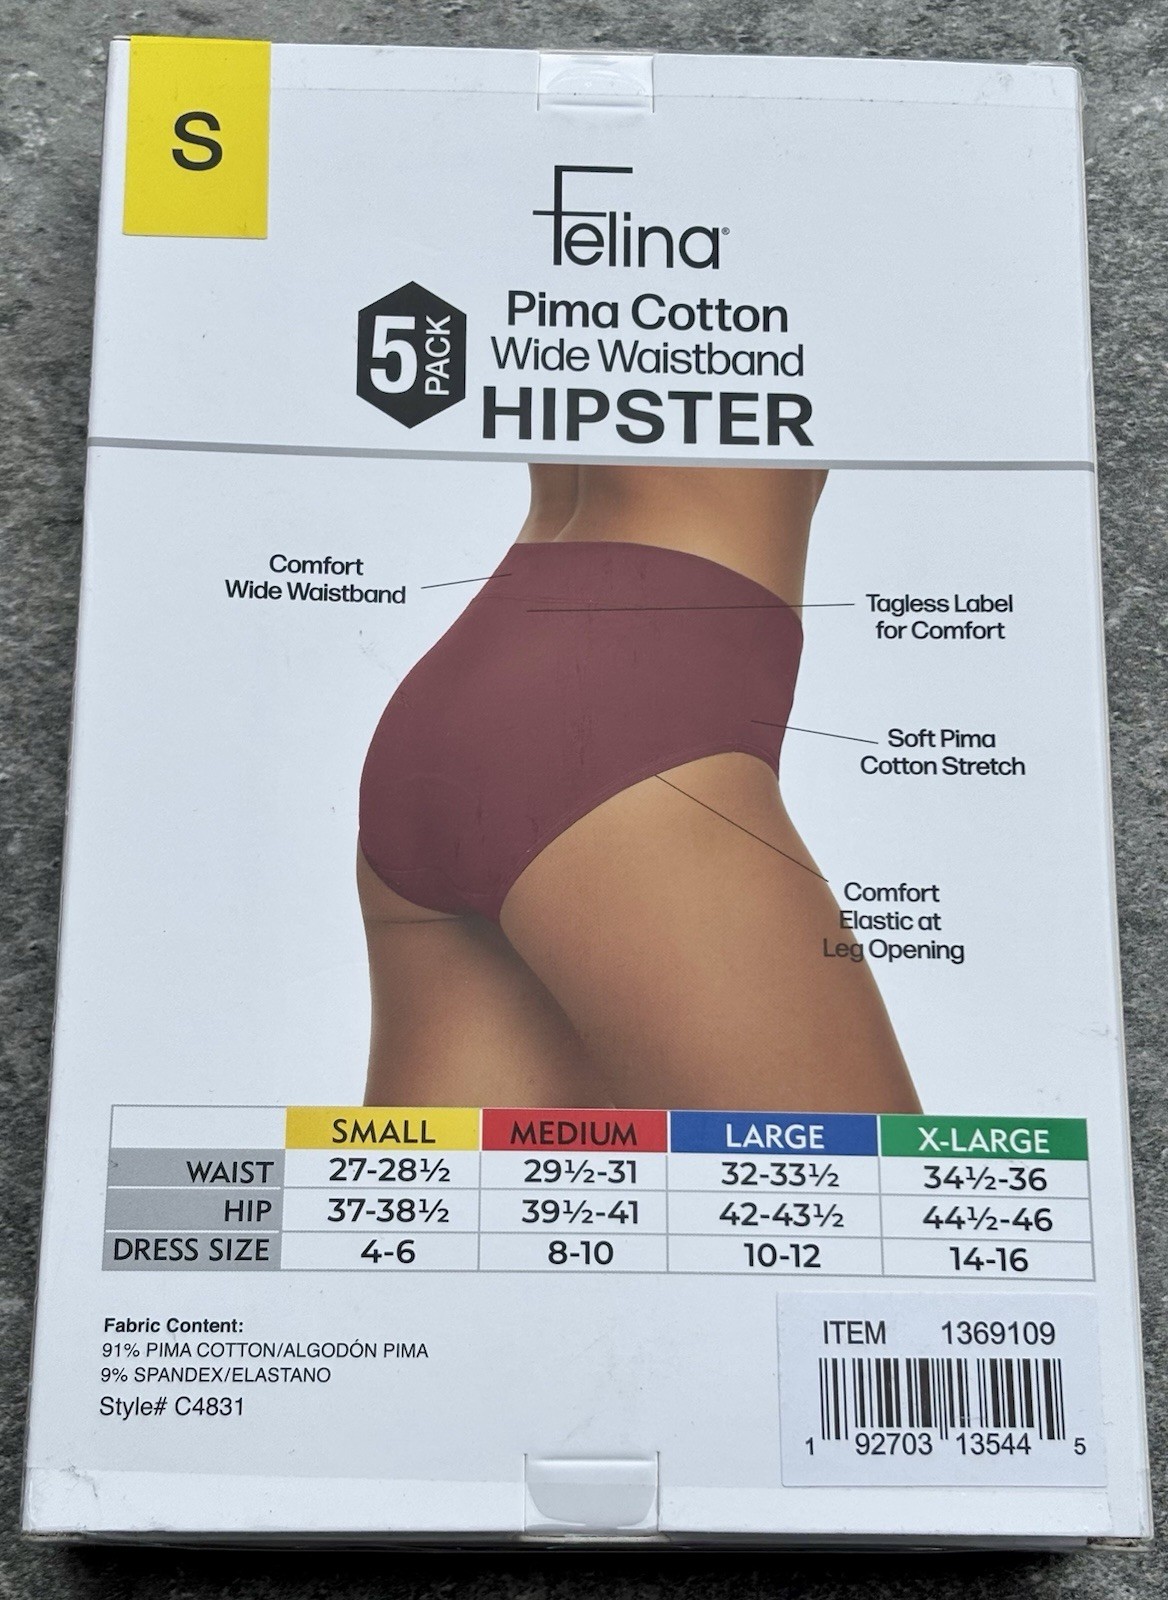 S
Felina®
5 PACK
Pima Cotton
Wide Waistband
HIPSTER
Comfort
Wide Waistband
Tagless Label
for Comfort
Soft Pima
Cotton Stretch
Comfort
Elastic at
Leg Opening
SMALL MEDIUM LARGE X-LARGE
WAIST 27-28½ 29½-31 32-33½ 34½-36
HIP 37-38½ 39½-41 42-43½ 44½-46
DRESS SIZE 4-6 8-10 10-12 14-16
Fabric Content:
91% PIMA COTTON/ALGODÓN PIMA
9% SPANDEX/ELASTANO
Style# C4831
ITEM 1369109
1 92703 13544 5